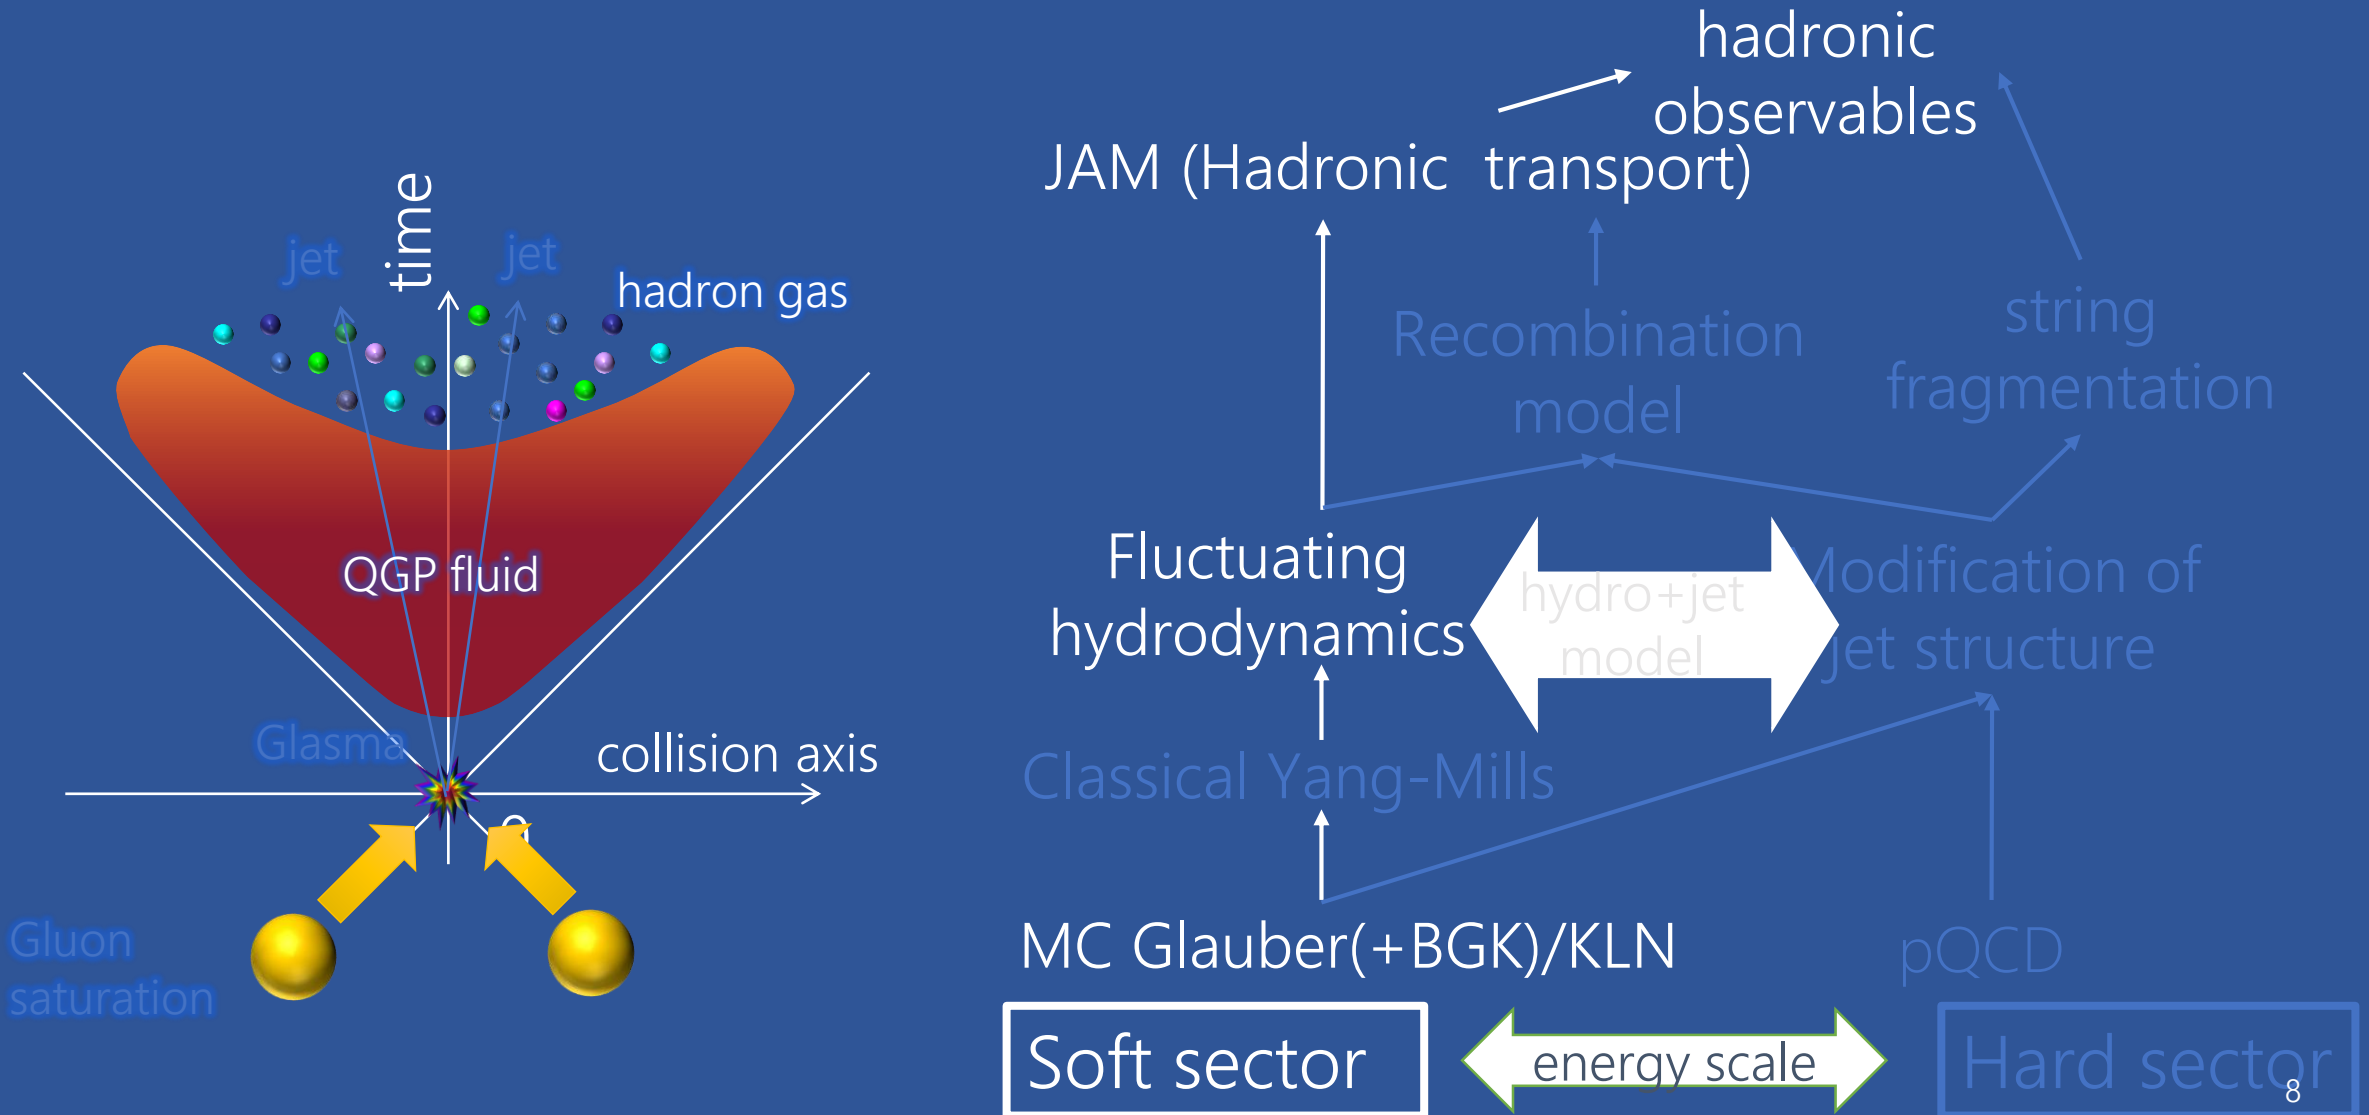 time
jet
jet
hadron gas
QGP fluid
Glasma
collision axis
0
Gluon
saturation
hadronic
observables
JAM (Hadronic transport)
Recombination
model
string
fragmentation
Fluctuating
hydrodynamics
hydro+jet
model
Modification of
jet structure
Classical Yang-Mills
MC Glauber(+BGK)/KLN
pQCD
Soft sector
energy scale
Hard sector
8